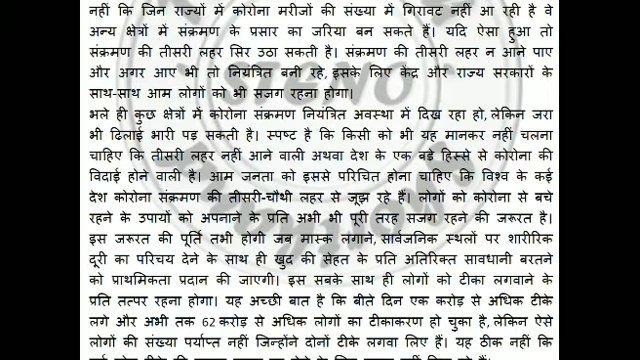 नहीं कि जिन राज्यों में कोरोना मरीजों की संख्या में गिरावट नहीं आ रही है वे
अन्य क्षेत्रों में संक्रमण के प्रसार का जरिया बन सकते हैं। यदि ऐसा हुआ तो
संक्रमण की तीसरी लहर सिर उठा सकती है। संक्रमण की तीसरी लहर न आने पाए
और अगर आए भी तो नियंत्रित बनी रहे, इसके लिए केंद्र और राज्य सरकारों के
साथ-साथ आम लोगों को भी सजग रहना होगा।
भले ही कुछ क्षेत्रों में कोरोना संक्रमण नियंत्रित अवस्था में दिख रहा हो, लेकिन जरा
भी ढिलाई भारी पड़ सकती है। स्पष्ट है कि किसी को भी यह मानकर नहीं चलना
चाहिए कि तीसरी लहर नहीं आने वाली अथवा देश के एक बड़े हिस्से से कोरोना की
विदाई होने वाली है। आम जनता को इससे परिचित होना चाहिए कि विश्व के कई
देश कोरोना संक्रमण की तीसरी-चौथी लहर से जूझ रहे हैं। लोगों को कोरोना से बचे
रहने के उपायों को अपनाने के प्रति अभी भी पूरी तरह सजग रहने की जरूरत है।
इस जरूरत की पूर्ति तभी होगी जब मास्क लगाने, सार्वजनिक स्थलों पर शारीरिक
दूरी का परिचय देने के साथ ही खुद की सेहत के प्रति अतिरिक्त सावधानी बरतने
को प्राथमिकता प्रदान की जाएगी। इस सबके साथ ही लोगों को टीका लगवाने के
प्रति तत्पर रहना होगा। यह अच्छी बात है कि बीते दिन एक करोड़ से अधिक टीके
लगे और अभी तक 62 करोड़ से अधिक लोगों का टीकाकरण हो चुका है, लेकिन ऐसे
लोगों की संख्या पर्याप्त नहीं जिन्होंने दोनों टीके लगवा लिए हैं। यह ठीक नहीं कि